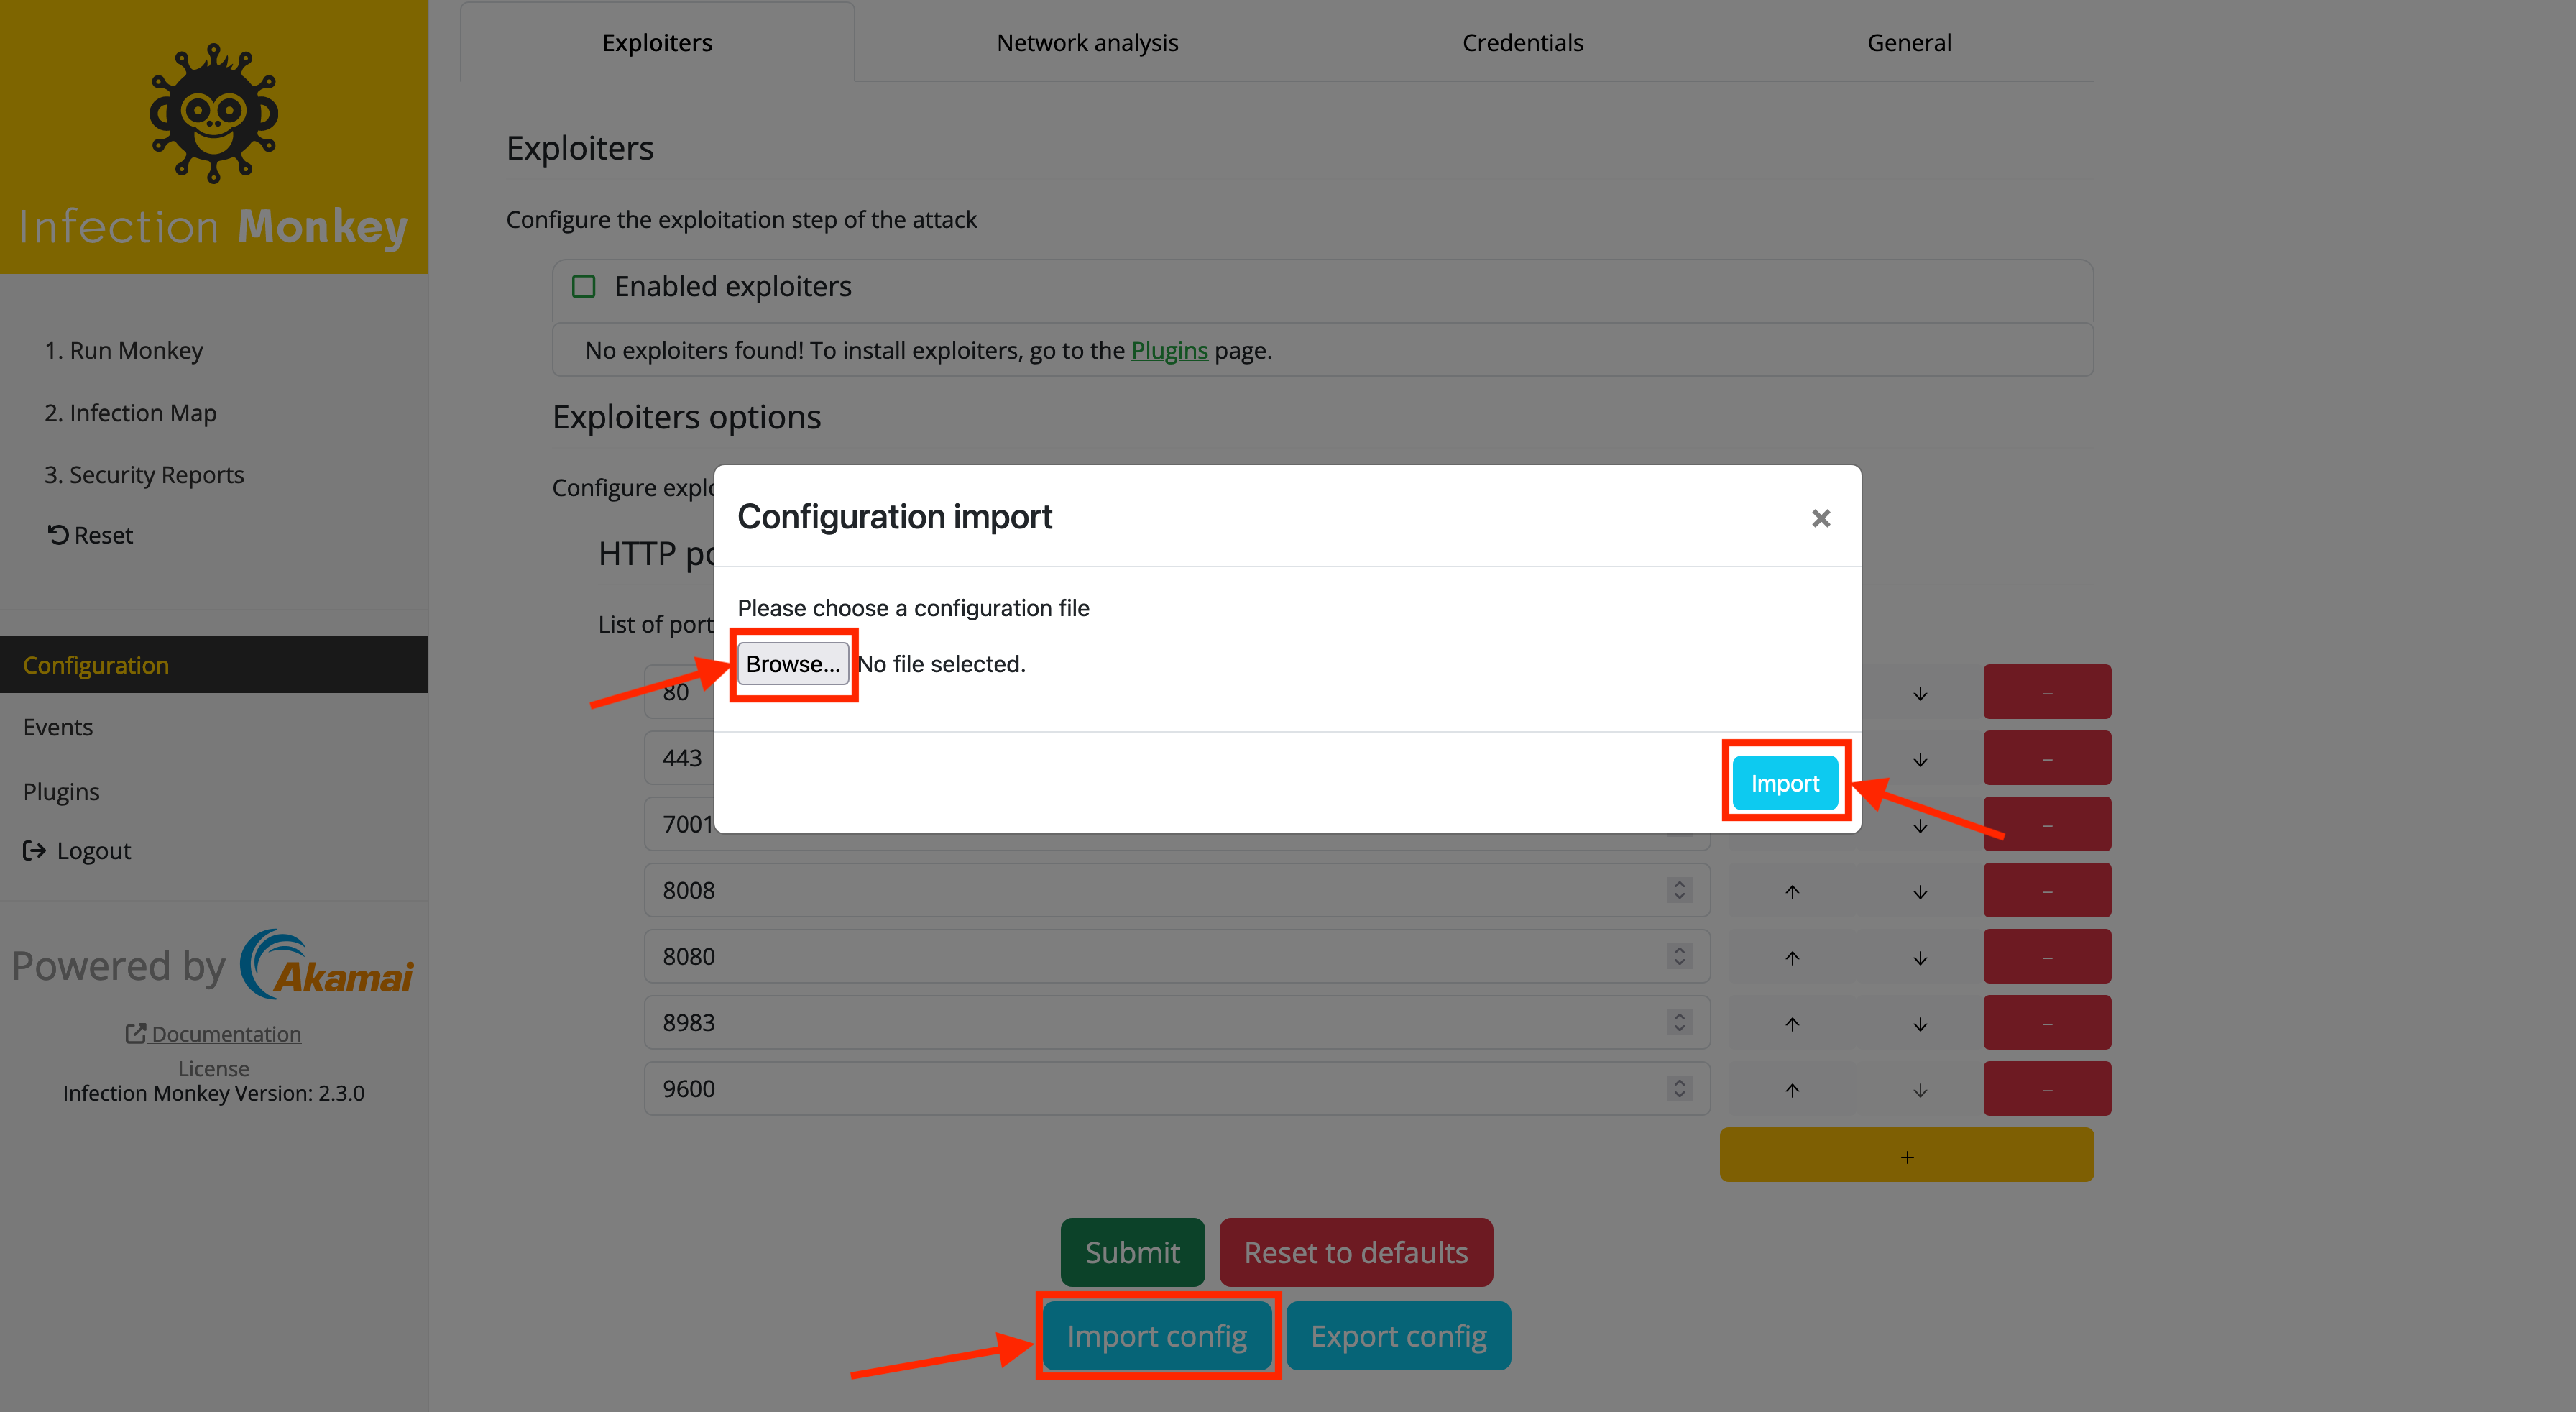 Infection Monkey
1. Run Monkey
2. Infection Map
3. Security Reports
Reset
Configuration
Events
Plugins
Logout
Powered by Akamai
Documentation
License
Infection Monkey Version: 2.3.0
Exploiters Network analysis Credentials General
Exploiters
Configure the exploitation step of the attack
Enabled exploiters
No exploiters found! To install exploiters, go to the Plugins page.
Exploiters options
Configure
HTTP
List of port
Configuration import ×
Please choose a configuration file
Browse... No file selected.
Import
80 ↓ –
443 ↓ –
7001 ↓ –
8008 ↑ ↓ –
8080 ↑ ↓ –
8983 ↑ ↓ –
9600 ↑ ↓ –
+
Submit Reset to defaults
Import config Export config